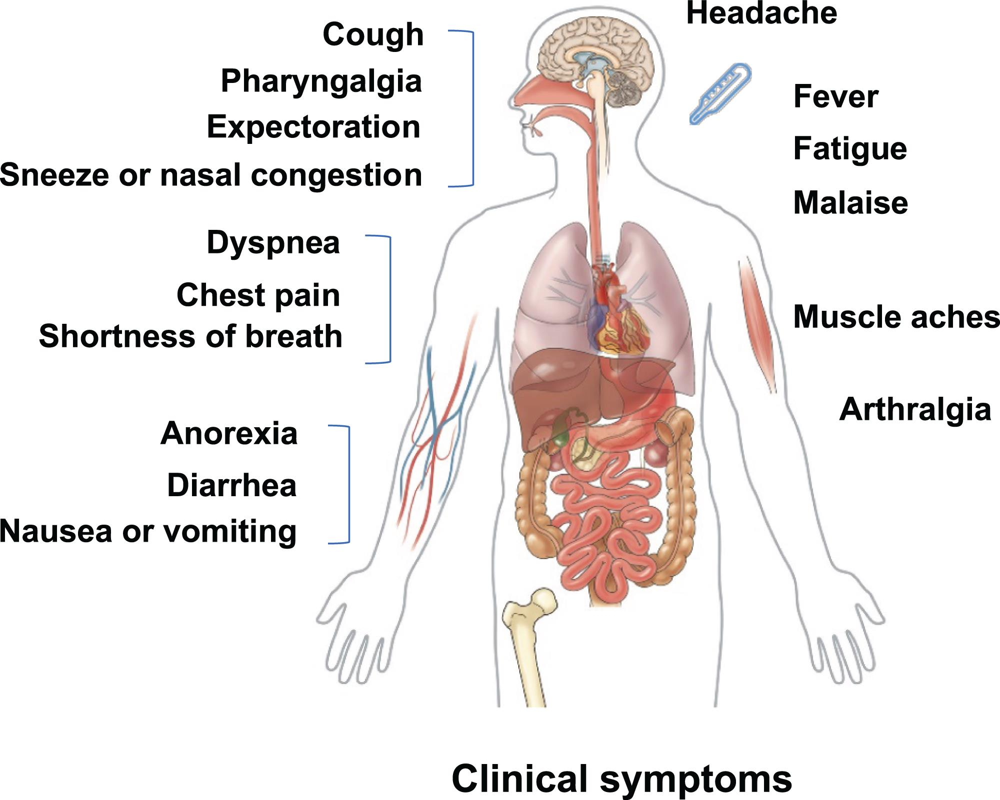 Headache
Cough
Pharyngalgia
Expectoration
Sneeze or nasal congestion
Dyspnea
Chest pain
Shortness of breath
Anorexia
Diarrhea
Nausea or vomiting
Fever
Fatigue
Malaise
Muscle aches
Arthralgia
Clinical symptoms